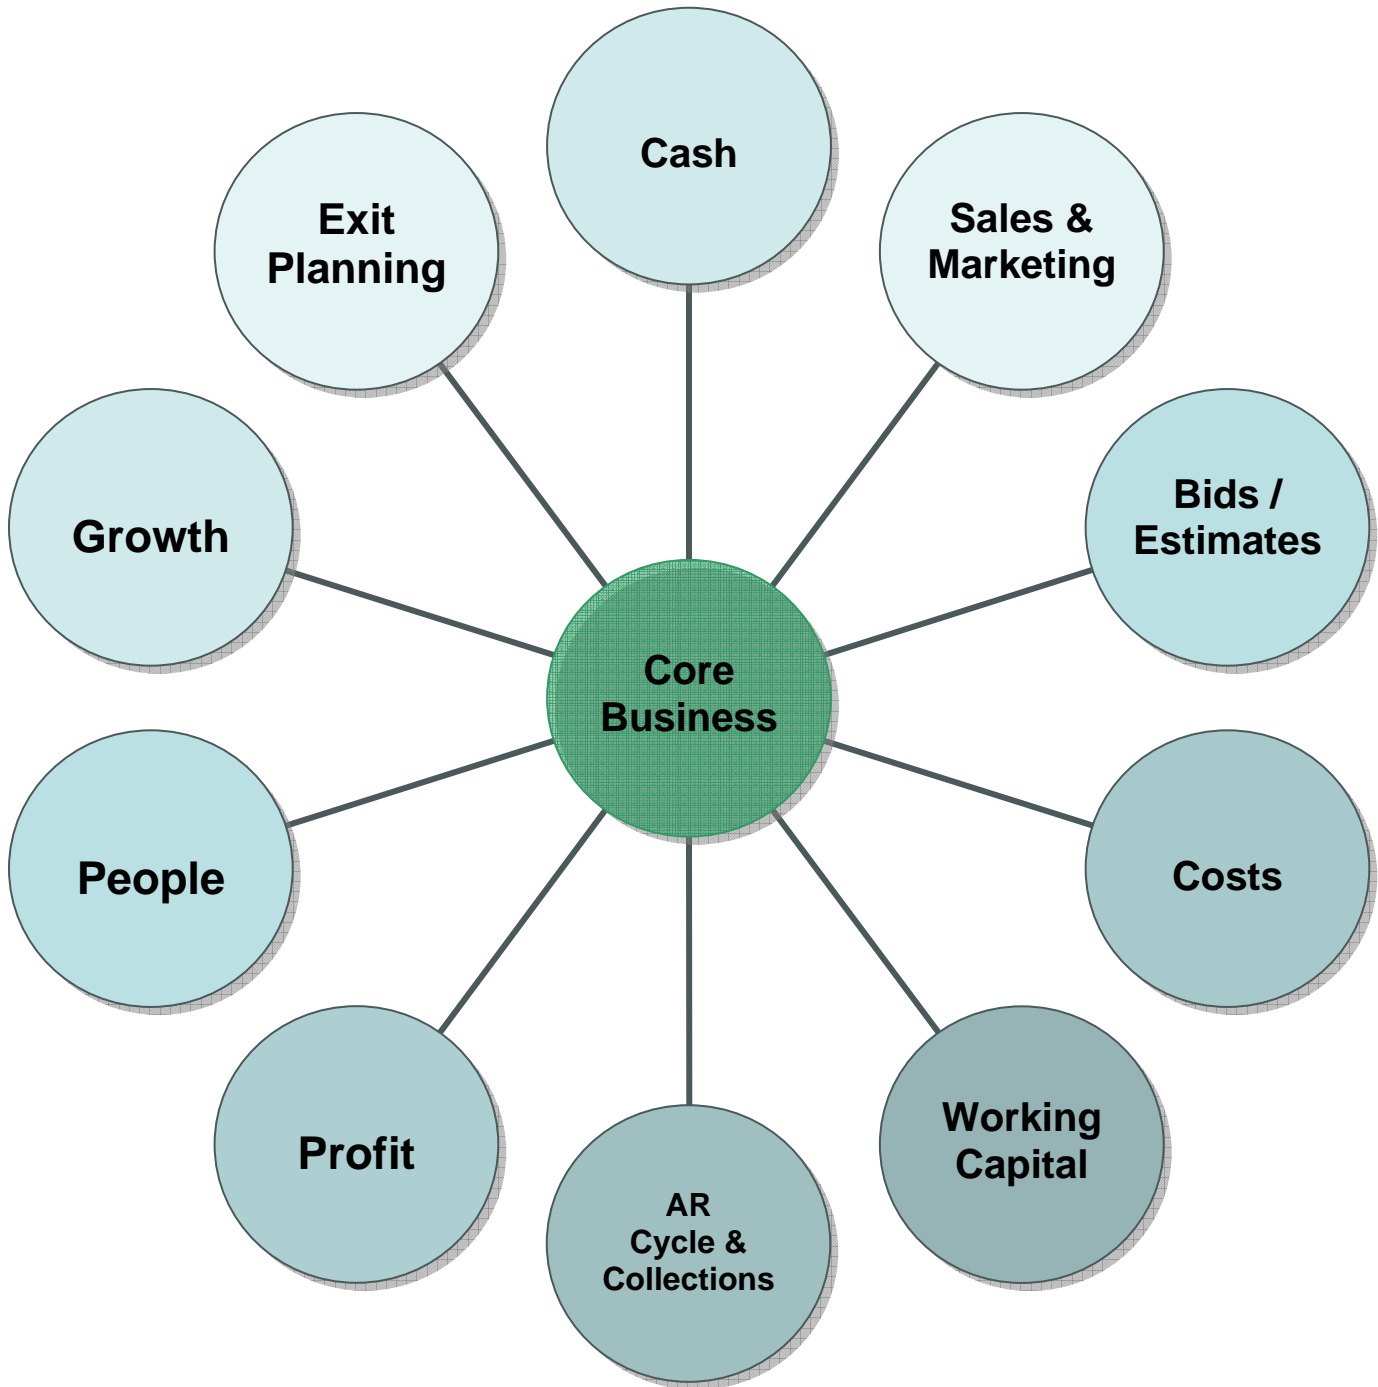 Cash
Sales &
Marketing
Bids /
Estimates
Costs
Working
Capital
AR
Cycle &
Collections
Profit
People
Growth
Exit
Planning
Core
Business